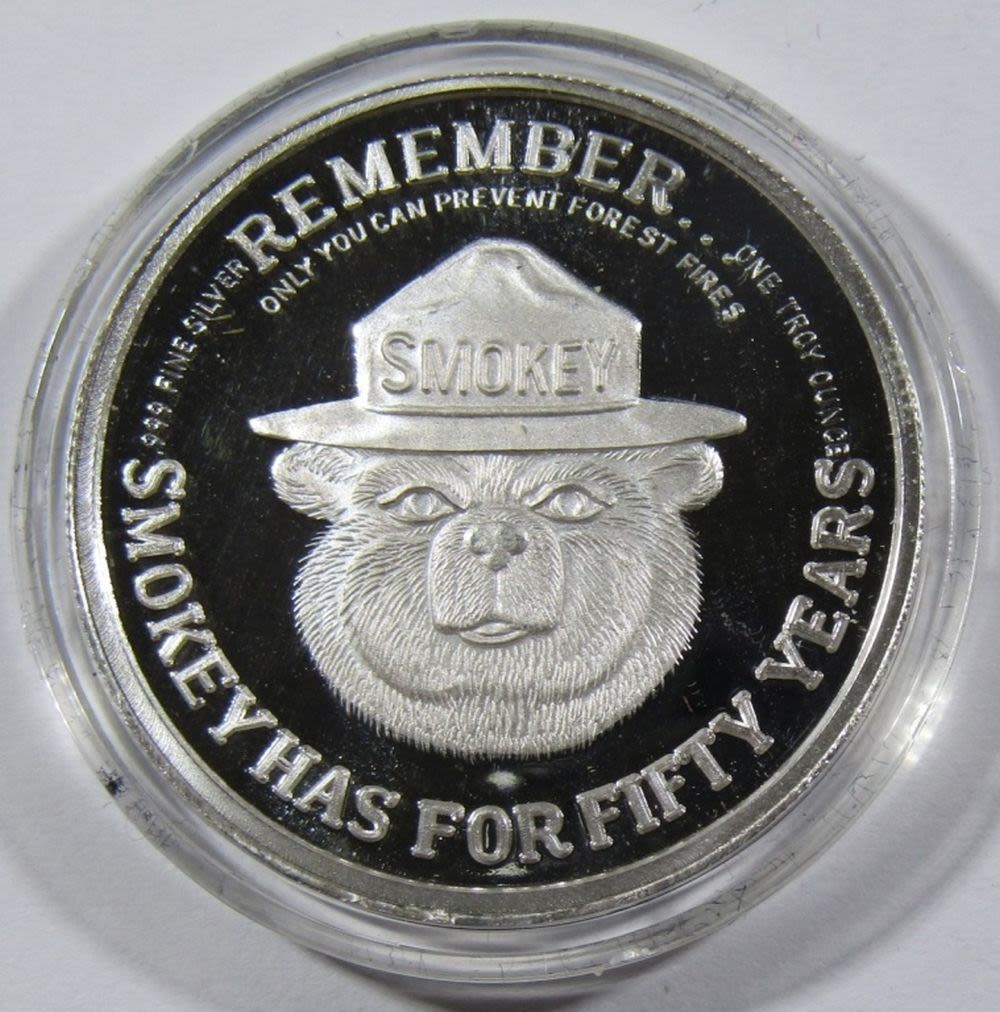 REMEMBER...
ONLY YOU CAN PREVENT FOREST FIRES
.999 FINE SILVER
ONE TROY OUNCE
SMOKEY
SMOKEY HAS FOR FIFTY YEARS